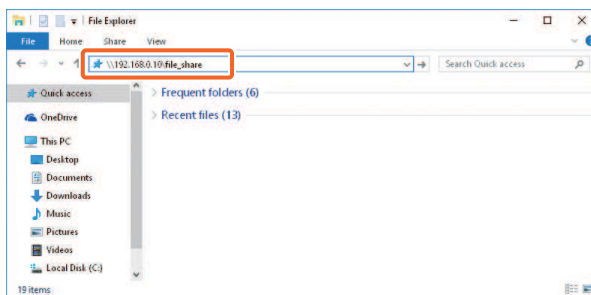 File Explorer
File Home Share View
\\192.168.0.10\file_share
Search Quick access
Quick access
OneDrive
This PC
Desktop
Documents
Downloads
Music
Pictures
Videos
Local Disk (C:)
Frequent folders (6)
Recent files (13)
19 items